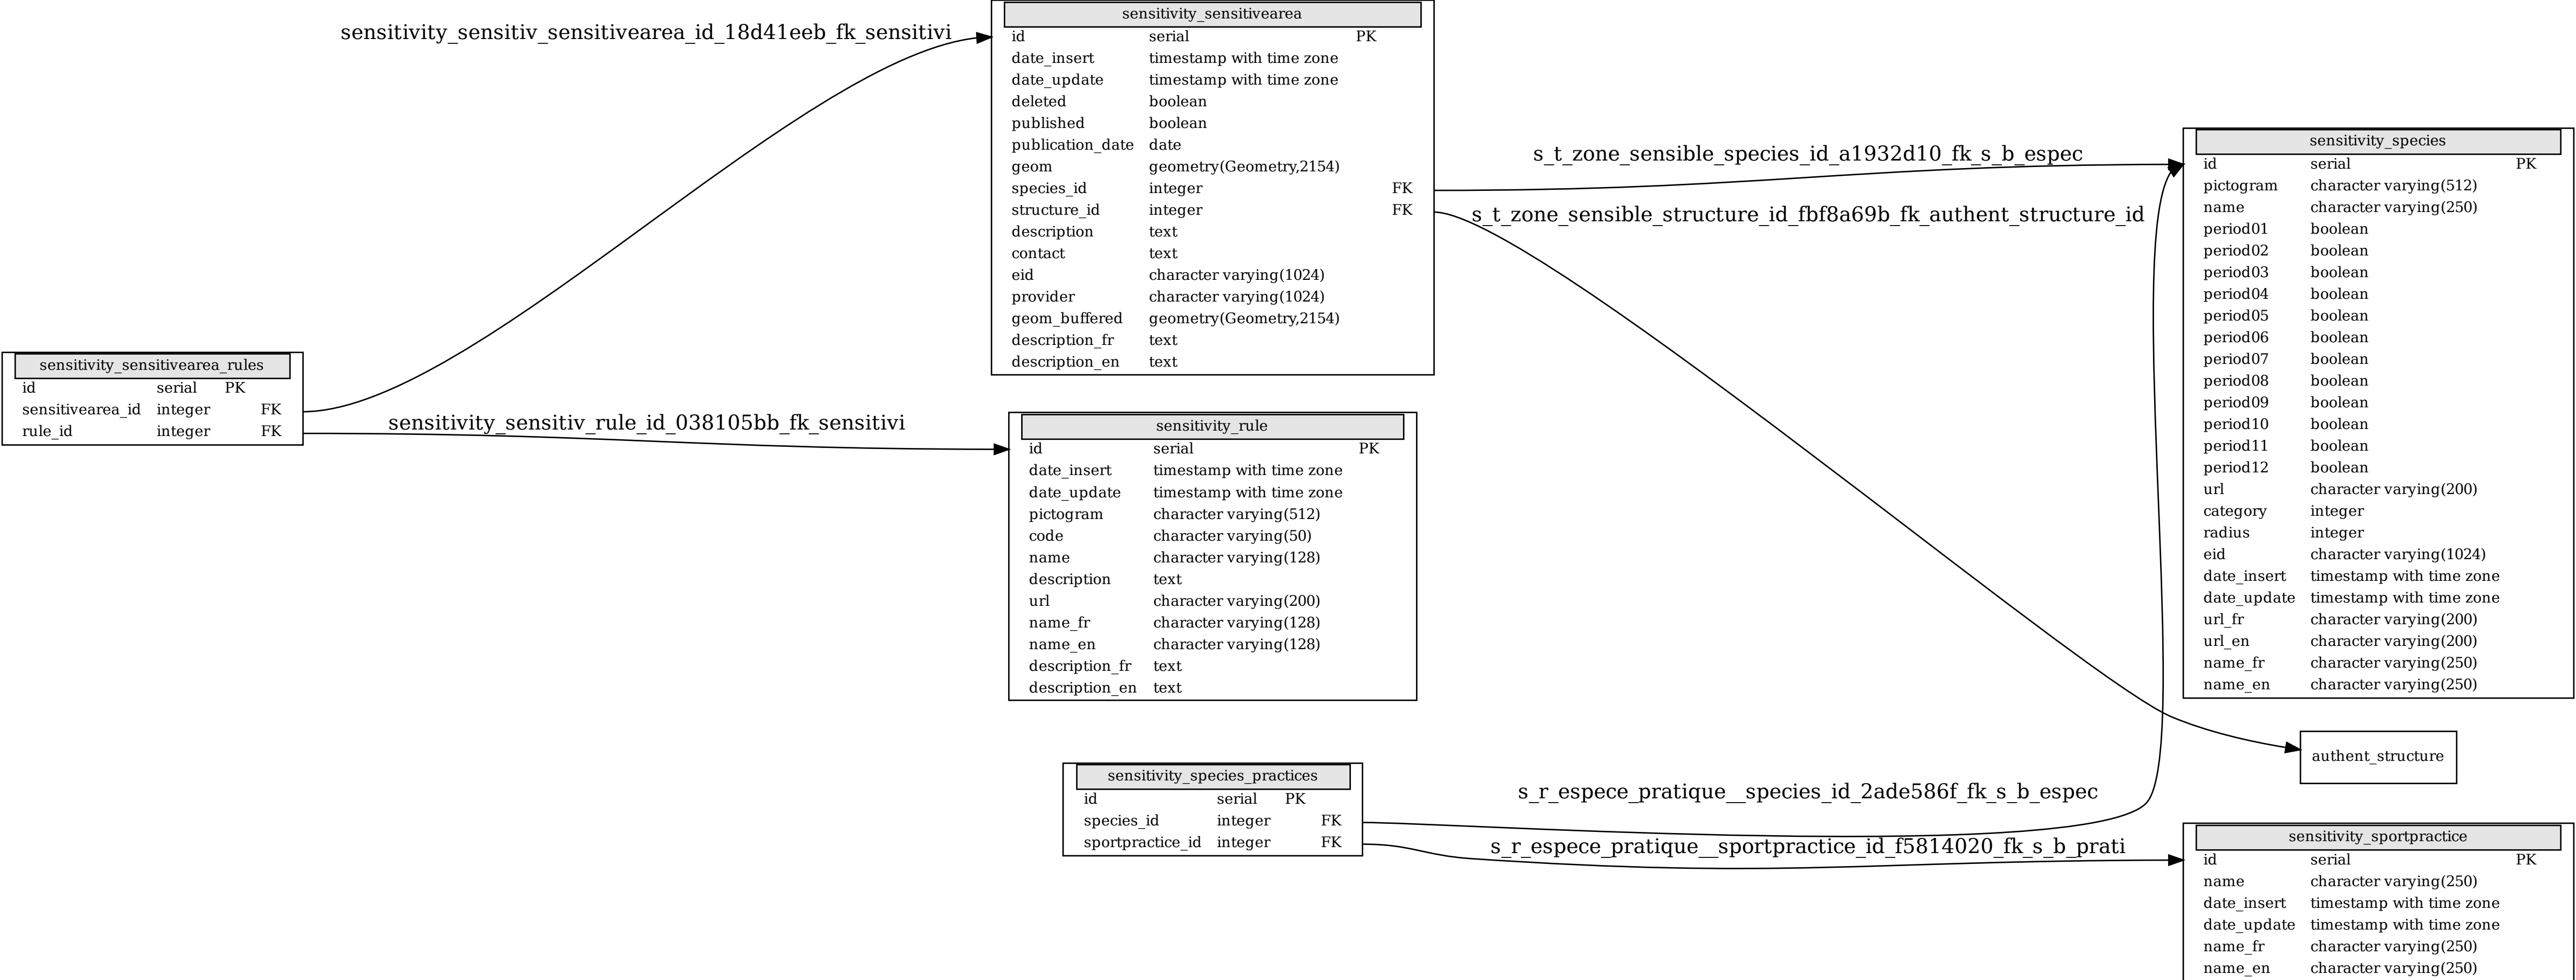 sensitivity_sensitiv_sensitivearea_id_18d41eeb_fk_sensitivi
sensitivity_sensitivearea_rules
id serial PK
sensitivearea_id integer FK
rule_id integer FK
sensitivity_sensitiv_rule_id_038105bb_fk_sensitivi
sensitivity_sensitivearea
id serial PK
date_insert timestamp with time zone
date_update timestamp with time zone
deleted boolean
published boolean
publication_date date
geom geometry(Geometry,2154)
species_id integer FK
structure_id integer FK
description text
contact text
eid character varying(1024)
provider character varying(1024)
geom_buffered geometry(Geometry,2154)
description_fr text
description_en text
sensitivity_rule
id serial PK
date_insert timestamp with time zone
date_update timestamp with time zone
pictogram character varying(512)
code character varying(50)
name character varying(128)
description text
url character varying(200)
name_fr character varying(128)
name_en character varying(128)
description_fr text
description_en text
sensitivity_species_practices
id serial PK
species_id integer FK
sportpractice_id integer FK
s_t_zone_sensible_species_id_a1932d10_fk_s_b_espec
s_t_zone_sensible_structure_id_fbf8a69b_fk_authent_structure_id
s_r_espece_pratique__species_id_2ade586f_fk_s_b_espec
s_r_espece_pratique__sportpractice_id_f5814020_fk_s_b_prati
sensitivity_species
id serial PK
pictogram character varying(512)
name character varying(250)
period01 boolean
period02 boolean
period03 boolean
period04 boolean
period05 boolean
period06 boolean
period07 boolean
period08 boolean
period09 boolean
period10 boolean
period11 boolean
period12 boolean
url character varying(200)
category integer
radius integer
eid character varying(1024)
date_insert timestamp with time zone
date_update timestamp with time zone
url_fr character varying(200)
url_en character varying(200)
name_fr character varying(250)
name_en character varying(250)
authent_structure
sensitivity_sportpractice
id serial PK
name character varying(250)
date_insert timestamp with time zone
date_update timestamp with time zone
name_fr character varying(250)
name_en character varying(250)